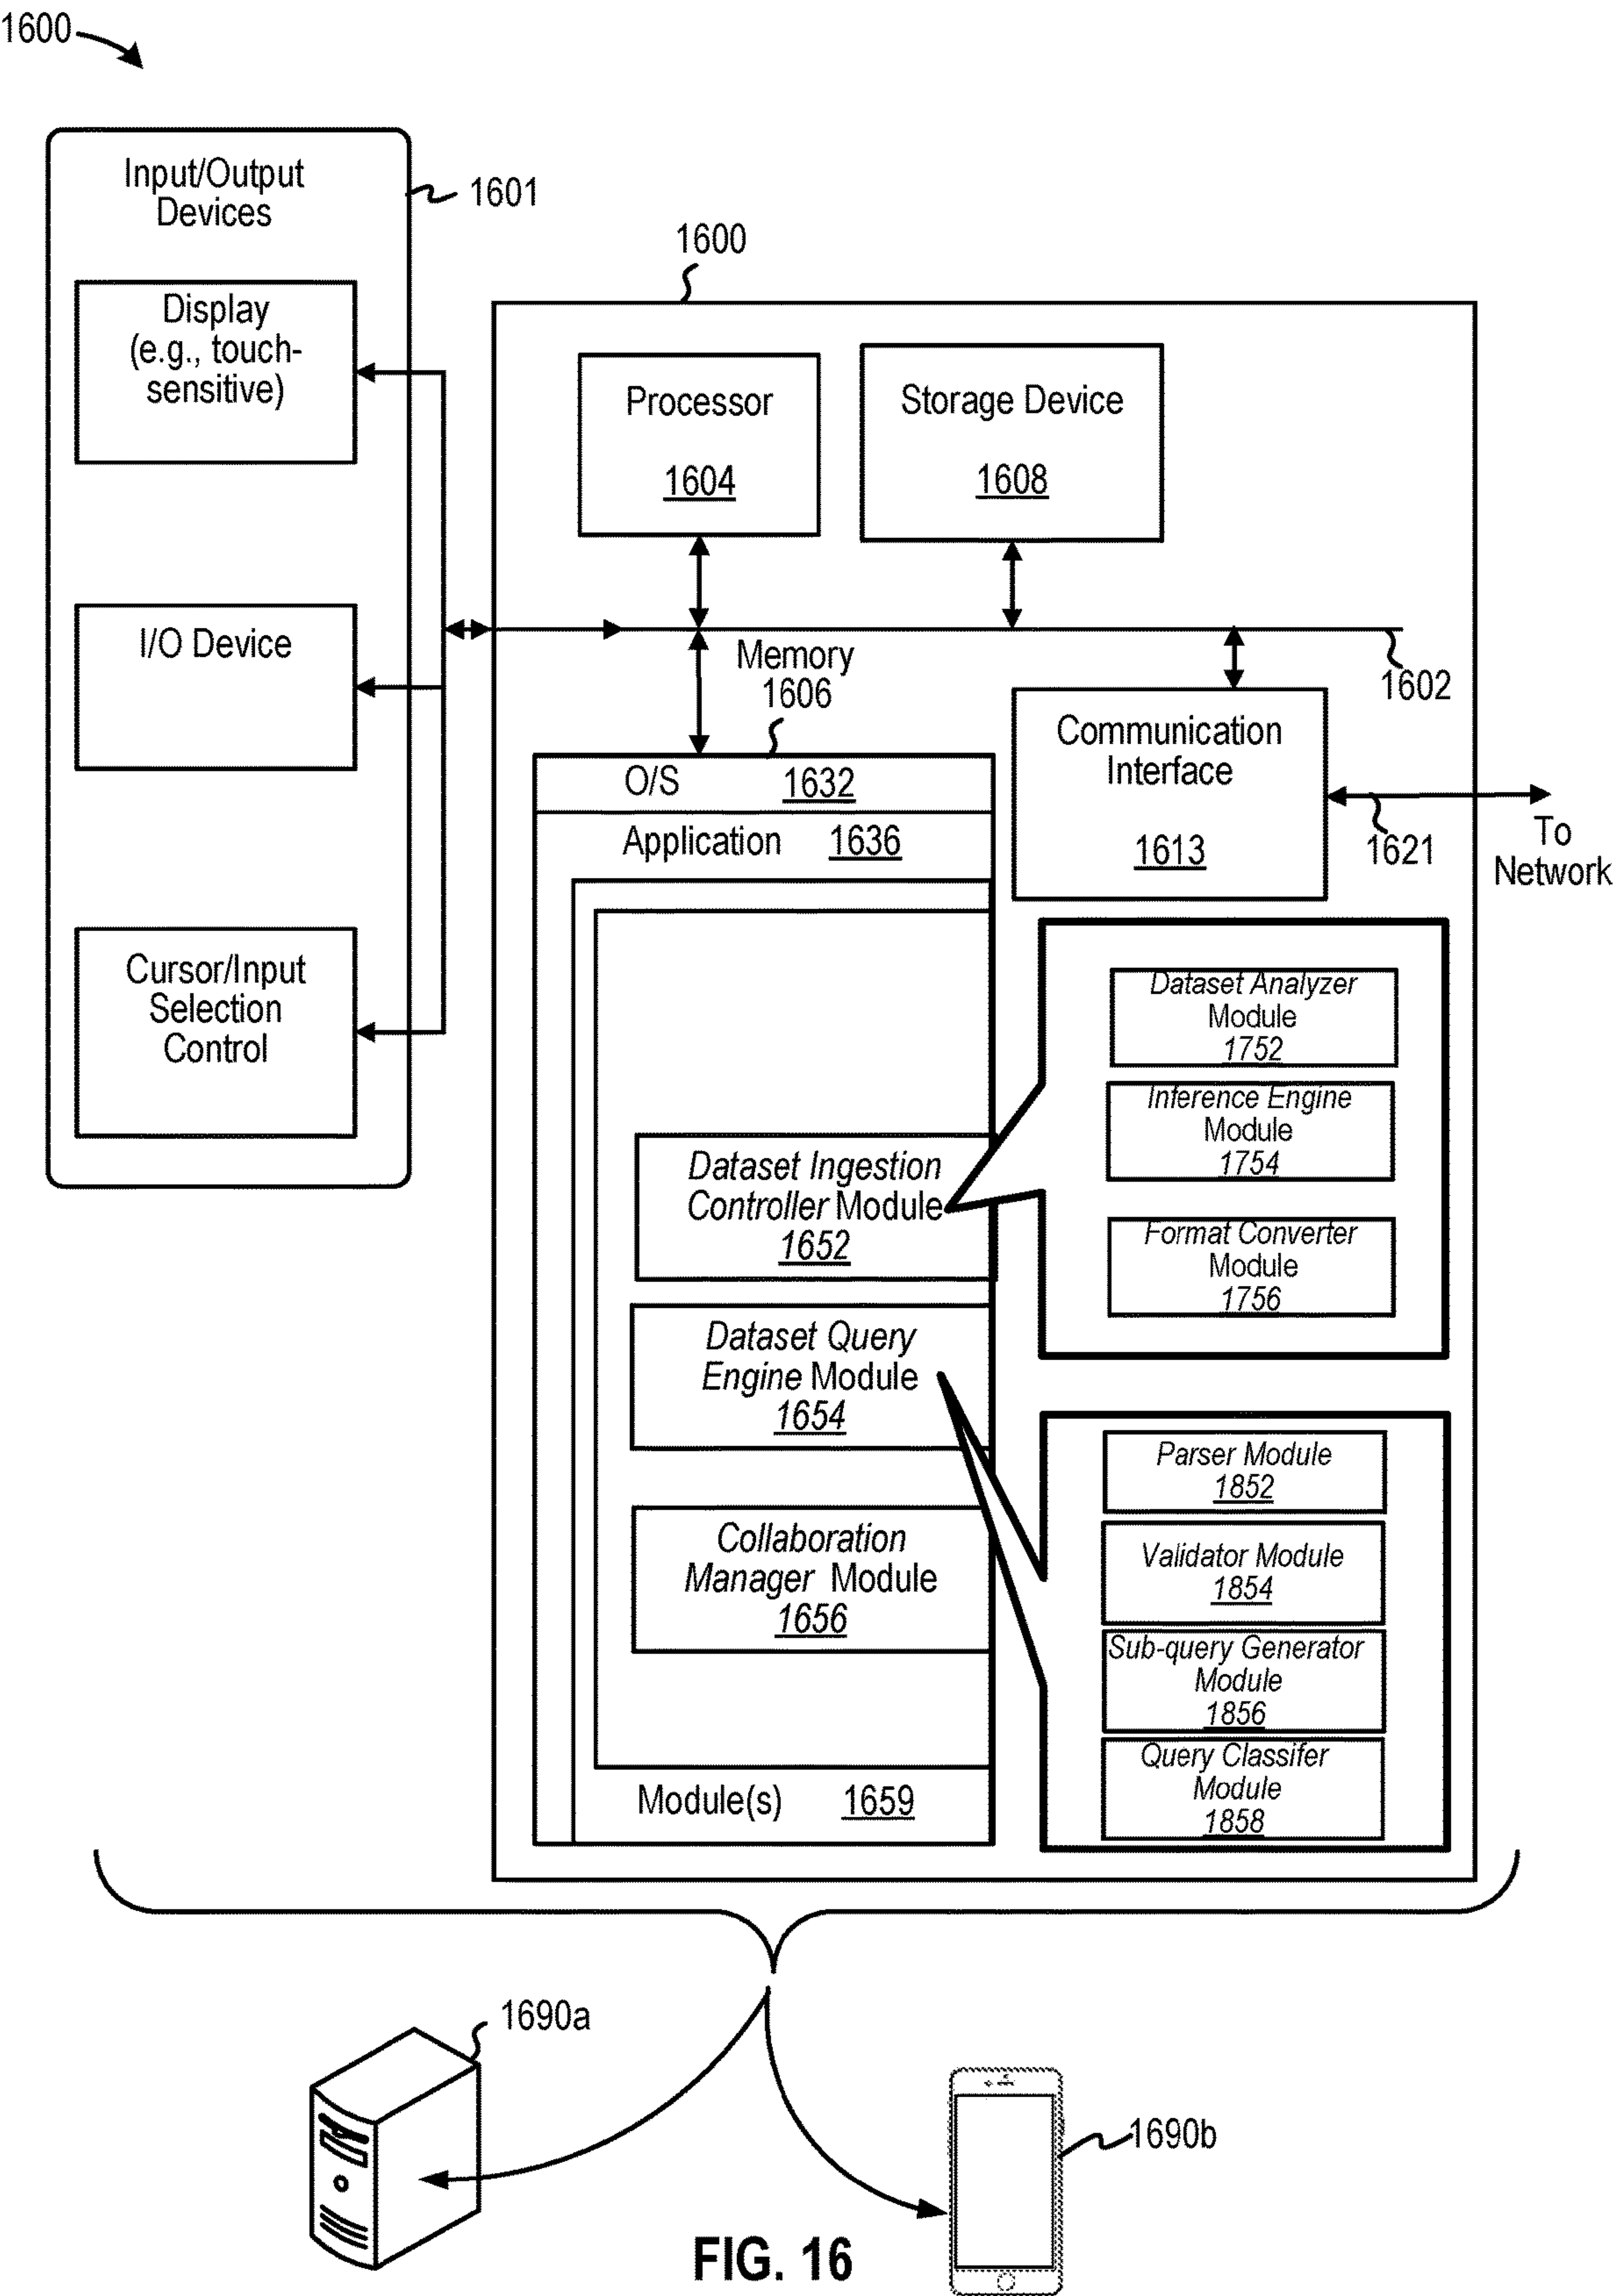 1600
Input/Output
Devices
1601
Display
(e.g., touch-
sensitive)
I/O Device
Cursor/Input
Selection
Control
1600
Processor
1604
Storage Device
1608
1602
Memory
1606
O/S 1632
Application 1636
Communication
Interface
1613
1621
To
Network
Dataset Ingestion
Controller Module
1652
Dataset Query
Engine Module
1654
Collaboration
Manager Module
1656
Module(s) 1659
Dataset Analyzer
Module
1752
Inference Engine
Module
1754
Format Converter
Module
1756
Parser Module
1852
Validator Module
1854
Sub-query Generator
Module
1856
Query Classifer
Module
1858
1690a
1690b
FIG. 16